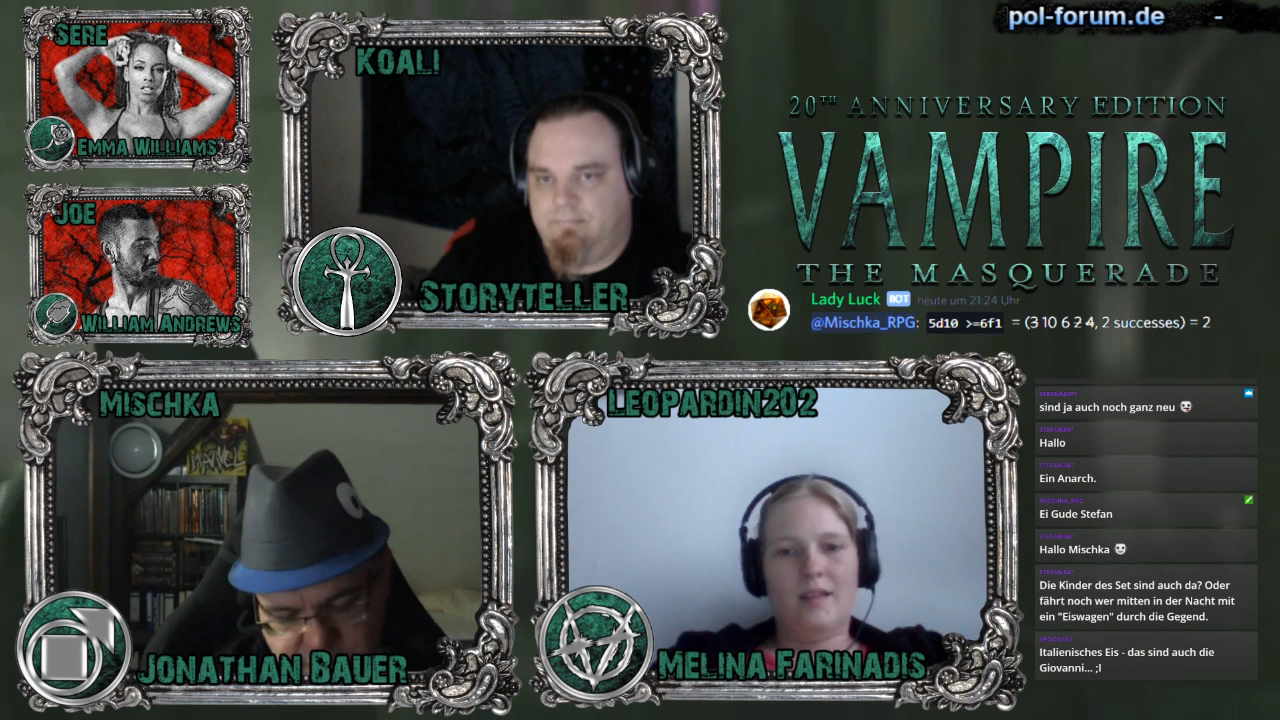 SERE
EMMA WILLIAMS
JOE
WILLIAM ANDREWS
KOALI
STORYTELLER
pol-forum.de -
20TH ANNIVERSARY EDITION
VAMPIRE
THE MASQUERADE
Lady Luck BOT heute um 21:24 Uhr
@Mischka_RPG: 5d10 >=6f1 = (3 10 6 2 4, 2 successes) = 2
MISCHKA
JONATHAN BAUER
LEOPARDIN202
MELINA FARINADIS
sind ja auch noch ganz neu
Hallo
Ein Anarch.
MISCHKA_RPG
Ei Gude Stefan
Hallo Mischka
Die Kinder des Set sind auch da? Oder
fährt noch wer mitten in der Nacht mit
ein "Eiswagen" durch die Gegend.
Italienisches Eis - das sind auch die
Giovanni... ;)